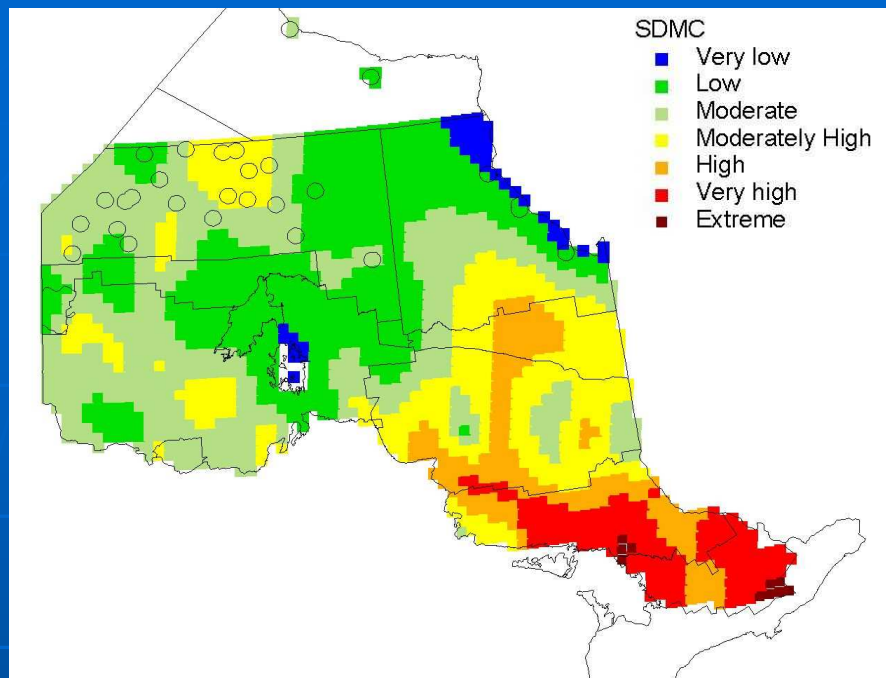 SDMC
Very low
Low
Moderate
Moderately High
High
Very high
Extreme